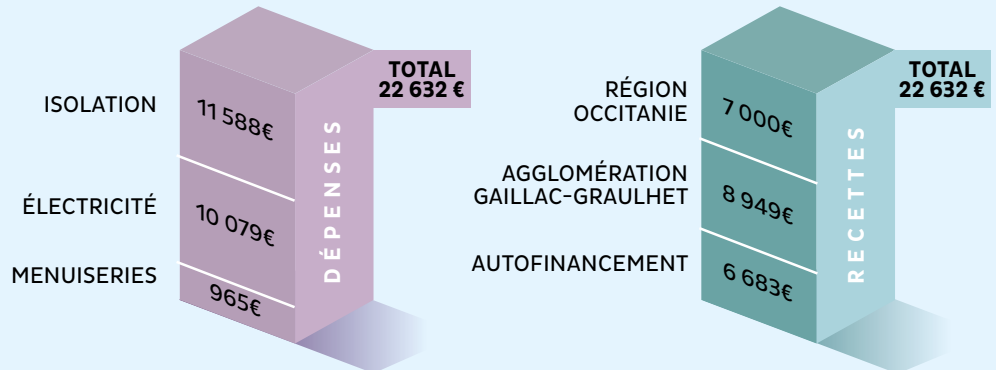 TOTAL
22 632 €
ISOLATION
11 588€
ÉLECTRICITÉ
10 079€
MENUISERIES
965€
DÉPENSES
TOTAL
22 632 €
RÉGION
OCCITANIE
7 000€
AGGLOMÉRATION
GAILLAC-GRAULHET
8 949€
AUTOFINANCEMENT
6 683€
RECETTES